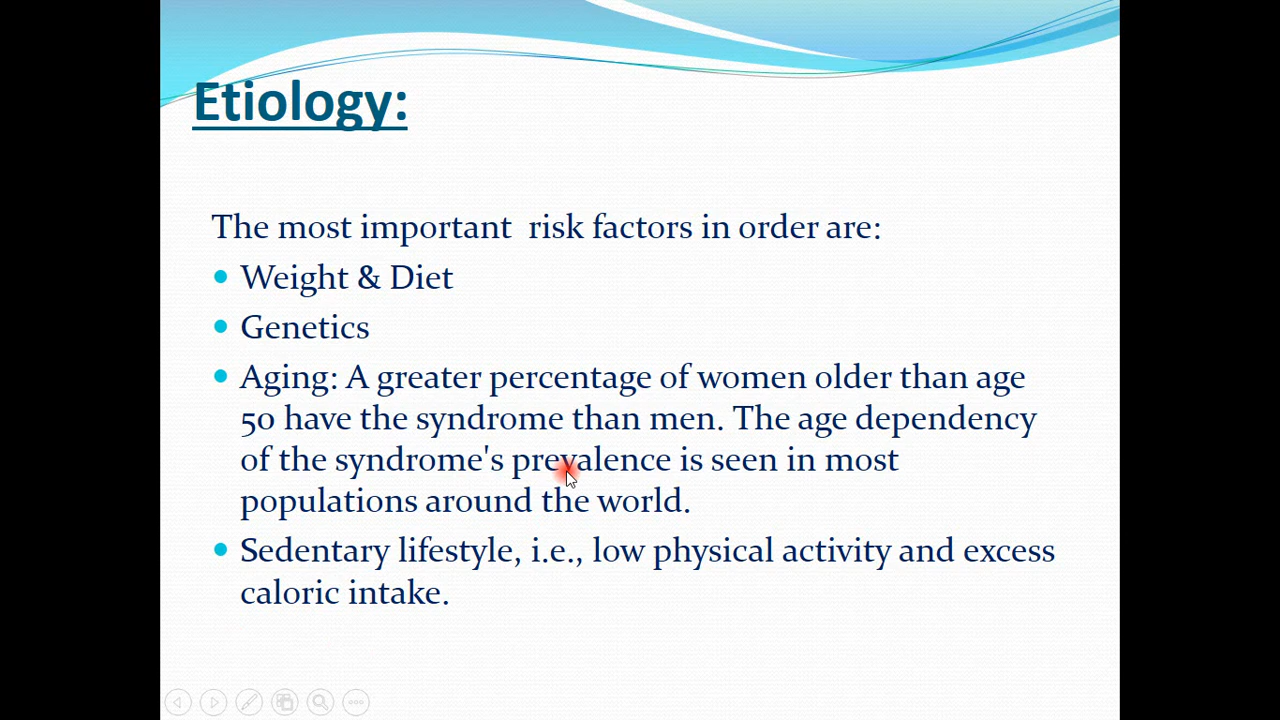 Etiology:
The most important risk factors in order are:
• Weight & Diet
• Genetics
• Aging: A greater percentage of women older than age
50 have the syndrome than men. The age dependency
of the syndrome's prevalence is seen in most
populations around the world.
• Sedentary lifestyle, i.e., low physical activity and excess
caloric intake.